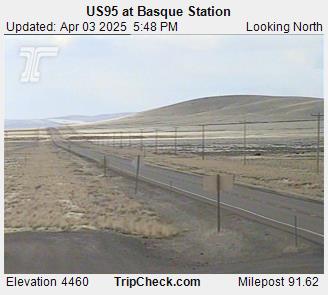 US95 at Basque Station
Updated: Apr 03 2025 5:48 PM Looking North
Elevation 4460 TripCheck.com Milepost 91.62